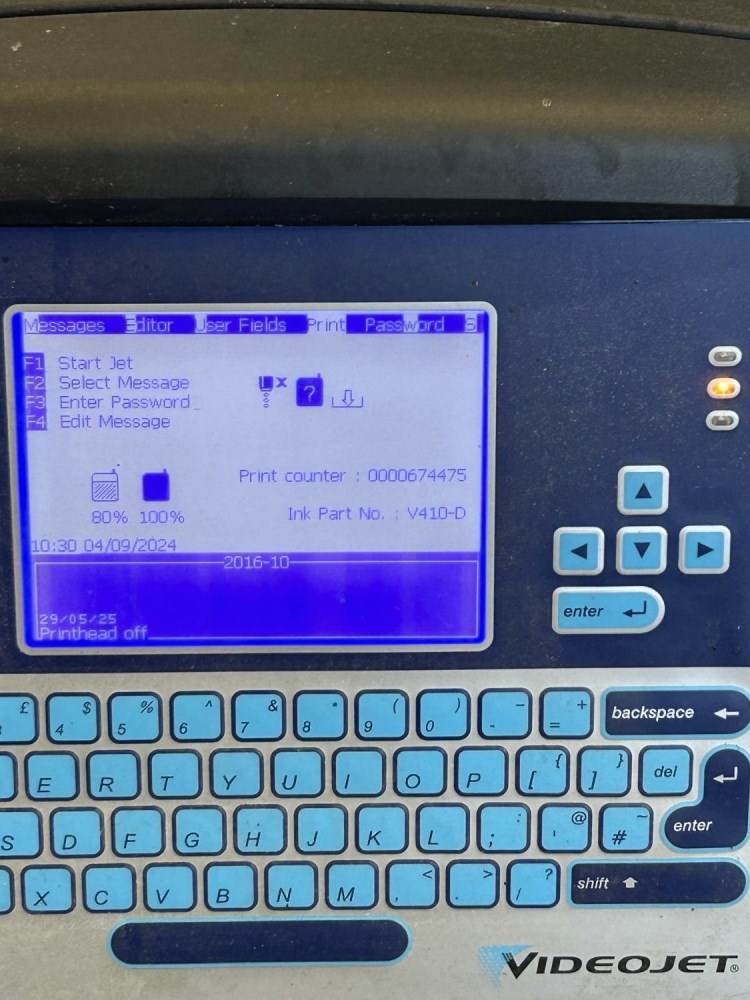 Messages Editor User Fields Print Password S
F1 Start Jet
F2 Select Message
F3 Enter Password
F4 Edit Message
x ?
Print counter : 0000674475
80% 100%
Ink Part No. : V410-D
10:30 04/09/2024
2016-10
29/05/25
Printhead off
enter
£ 4 $ 5 % 6 ^ 7 & 8 * 9 ( 0 ) - _ = + backspace
E R T Y U I O P [ { ] } del
S D F G H J K L ; : ' @ # ~ enter
X C V B N M , < . > / ? shift
VIDEOJET®